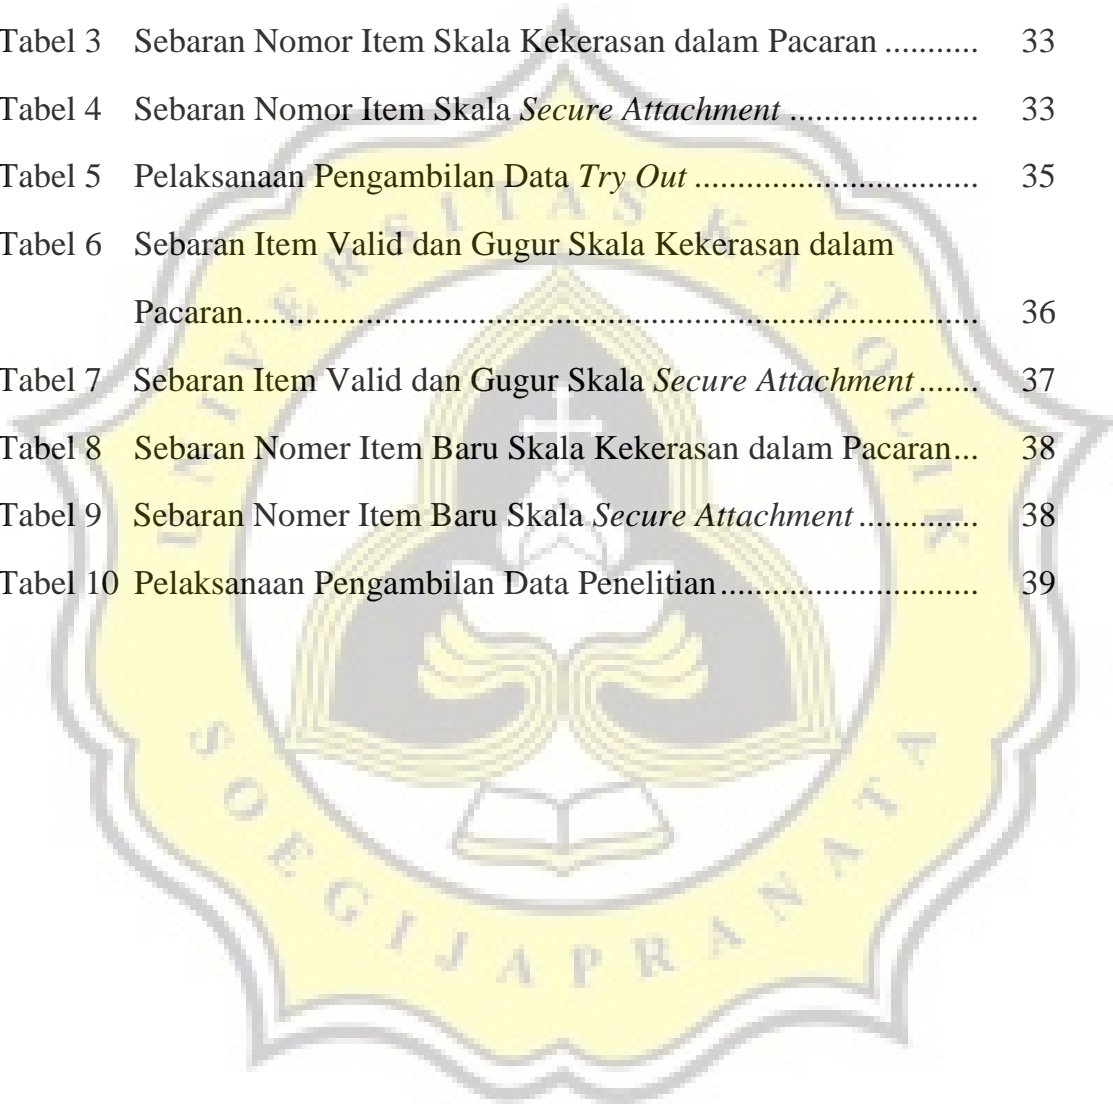 Tabel 3 Sebaran Nomor Item Skala Kekerasan dalam Pacaran ........... 33
Tabel 4 Sebaran Nomor Item Skala Secure Attachment ..................... 33
Tabel 5 Pelaksanaan Pengambilan Data Try Out ............................... 35
Tabel 6 Sebaran Item Valid dan Gugur Skala Kekerasan dalam
Pacaran................................................................................ 36
Tabel 7 Sebaran Item Valid dan Gugur Skala Secure Attachment....... 37
Tabel 8 Sebaran Nomer Item Baru Skala Kekerasan dalam Pacaran... 38
Tabel 9 Sebaran Nomer Item Baru Skala Secure Attachment............. 38
Tabel 10 Pelaksanaan Pengambilan Data Penelitian............................ 39
UNIVERSITAS KATOLIK
SOEGIJAPRANATA